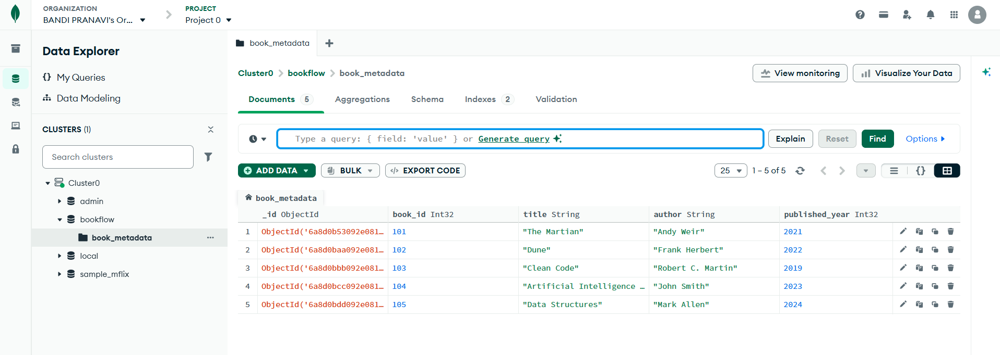 ORGANIZATION
BANDI PRANAVI's Or...
PROJECT
Project 0
Data Explorer
My Queries
Data Modeling
CLUSTERS (1)
Search clusters
Cluster0
admin
bookflow
book_metadata
local
sample_mflix
book_metadata
Cluster0 bookflow book_metadata
View monitoring
Visualize Your Data
Documents 5 Aggregations Schema Indexes 2 Validation
Type a query: { field: 'value' } or Generate query
Explain Reset Find Options
ADD DATA BULK EXPORT CODE
25 1 – 5 of 5
book_metadata
_id ObjectId book_id Int32 title String author String published_year Int32
1 ObjectId('6a8d0b53092e081… 101 "The Martian" "Andy Weir" 2021
2 ObjectId('6a8d0baa092e081… 102 "Dune" "Frank Herbert" 2022
3 ObjectId('6a8d0bbb092e081… 103 "Clean Code" "Robert C. Martin" 2019
4 ObjectId('6a8d0bcc092e081… 104 "Artificial Intelligence … "John Smith" 2023
5 ObjectId('6a8d0bdd092e081… 105 "Data Structures" "Mark Allen" 2024